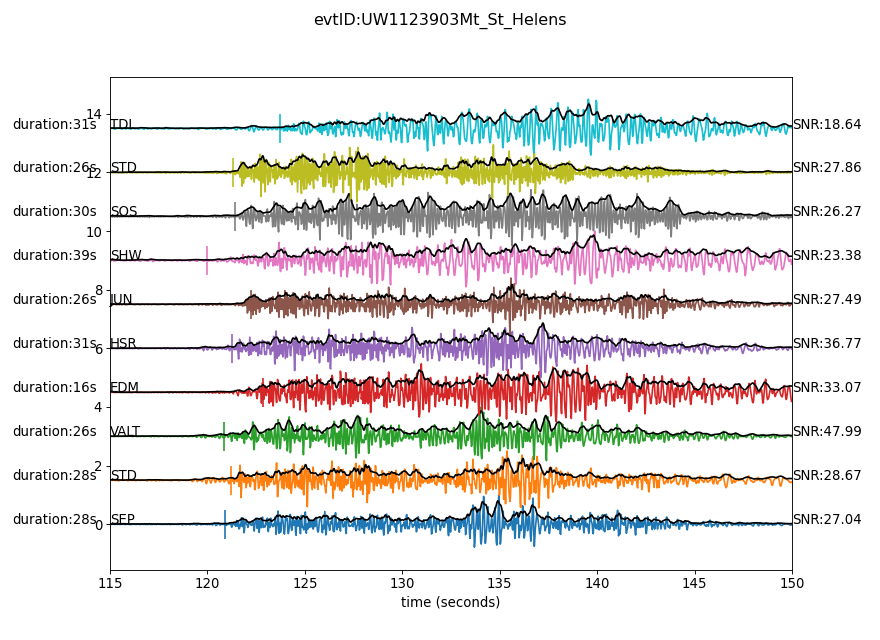 evtID:UW1123903Mt_St_Helens
14
duration:31s TDL SNR:18.64
duration:26s STD SNR:27.86
12
duration:30s SOS SNR:26.27
10
duration:39s SHW SNR:23.38
8
duration:26s JUN SNR:27.49
duration:31s HSR SNR:36.77
6
duration:16s EDM SNR:33.07
4
duration:26s VALT SNR:47.99
2
duration:28s STD SNR:28.67
duration:28s SEP SNR:27.04
0
115 120 125 130 135 140 145 150
time (seconds)